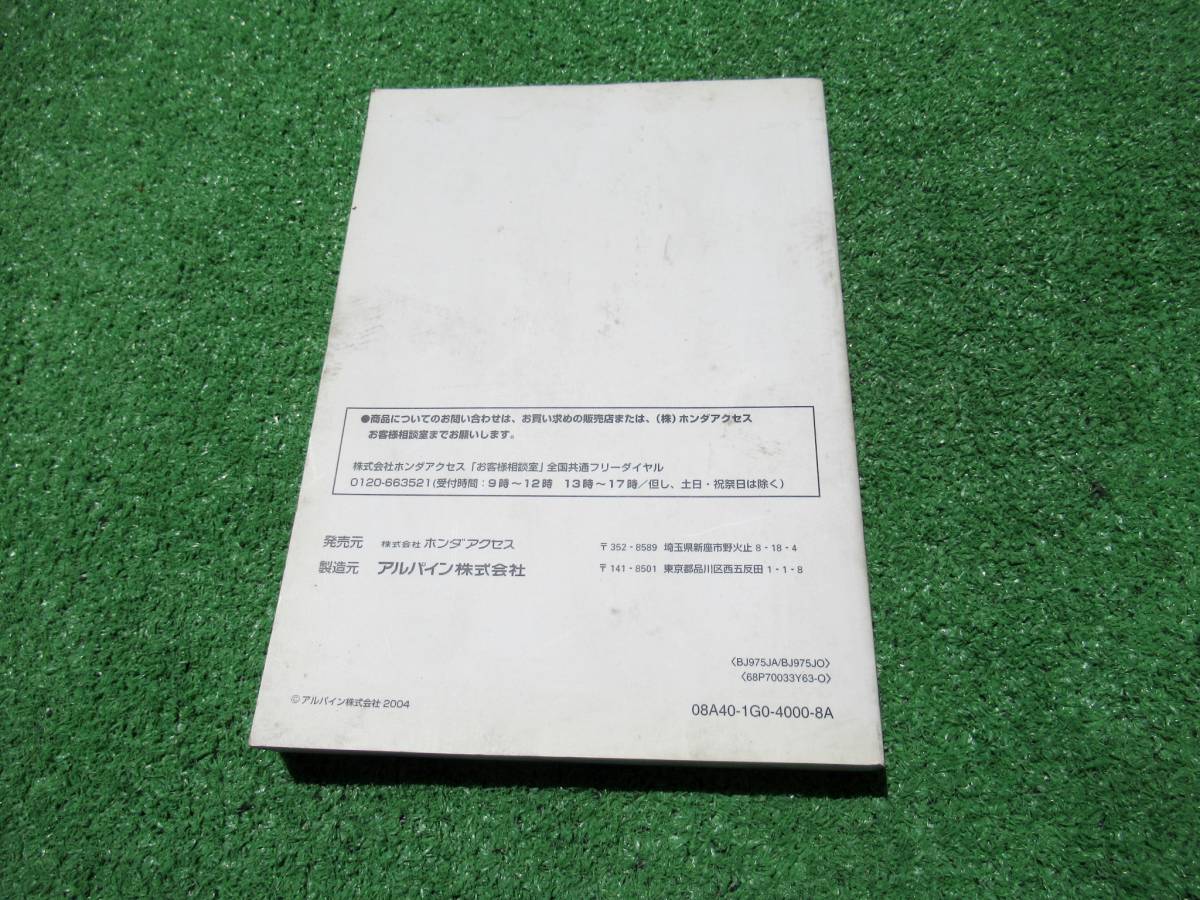 ●商品についてのお問い合わせは、お買い求めの販売店または、(株)ホンダアクセス
お客様相談室までお願いします。
株式会社ホンダアクセス「お客様相談室」全国共通フリーダイヤル
0120-663521(受付時間:9時～12時　13時～17時/但し、土日・祝祭日は除く)
発売元　株式会社 ホンダアクセス　〒352-8589　埼玉県新座市野火止 8-18-4
製造元　アルパイン株式会社　〒141-8501　東京都品川区西五反田 1-1-8
〈BJ975JA/BJ975JO〉
〈68P70033Y63-O〉
© アルパイン株式会社 2004
08A40-1G0-4000-8A